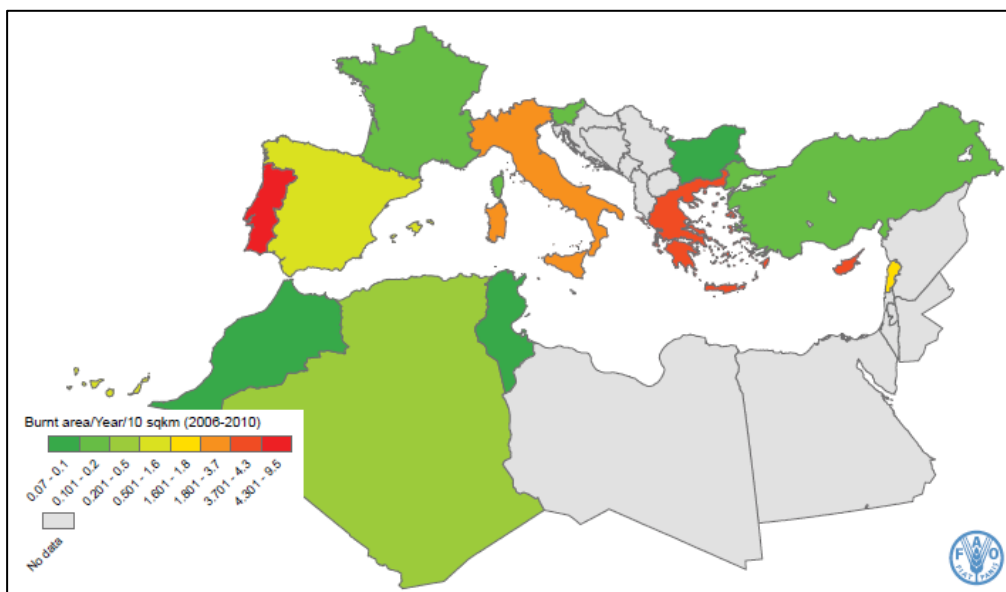 Burnt area/Year/10 sqkm (2006-2010)
0.07 - 0.1
0.101 - 0.2
0.201 - 0.5
0.501 - 1.6
1.601 - 1.8
1.801 - 3.7
3.701 - 4.3
4.301 - 9.5
No data
F A O
FIAT PANIS